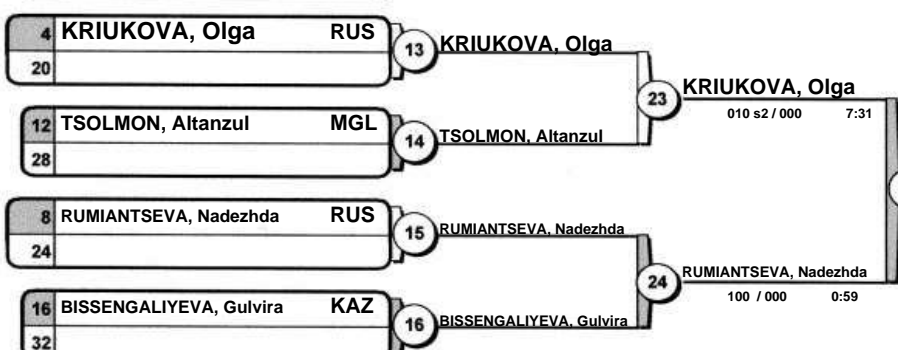 4 KRIUKOVA, Olga RUS
20
13 KRIUKOVA, Olga
12 TSOLMON, Altanzul MGL
28
14 TSOLMON, Altanzul
23 KRIUKOVA, Olga
010 s2 / 000 7:31
8 RUMIANTSEVA, Nadezhda RUS
24
15 RUMIANTSEVA, Nadezhda
16 BISSENGALIYEVA, Gulvira KAZ
32
16 BISSENGALIYEVA, Gulvira
24 RUMIANTSEVA, Nadezhda
100 / 000 0:59